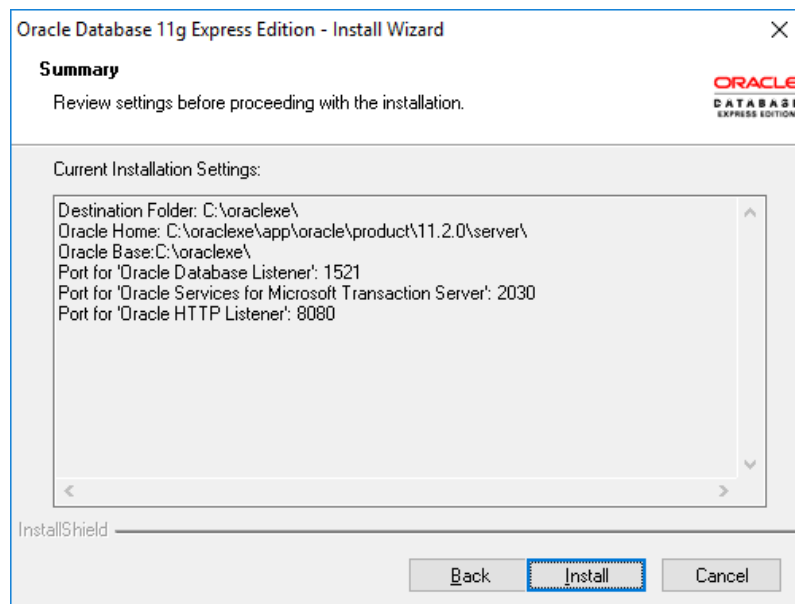 Oracle Database 11g Express Edition - Install Wizard
Summary
Review settings before proceeding with the installation.
ORACLE
DATABASE
EXPRESS EDITION
Current Installation Settings:
Destination Folder: C:\oraclexe\
Oracle Home: C:\oraclexe\app\oracle\product\11.2.0\server\
Oracle Base:C:\oraclexe\
Port for 'Oracle Database Listener': 1521
Port for 'Oracle Services for Microsoft Transaction Server': 2030
Port for 'Oracle HTTP Listener': 8080
InstallShield
Back
Install
Cancel